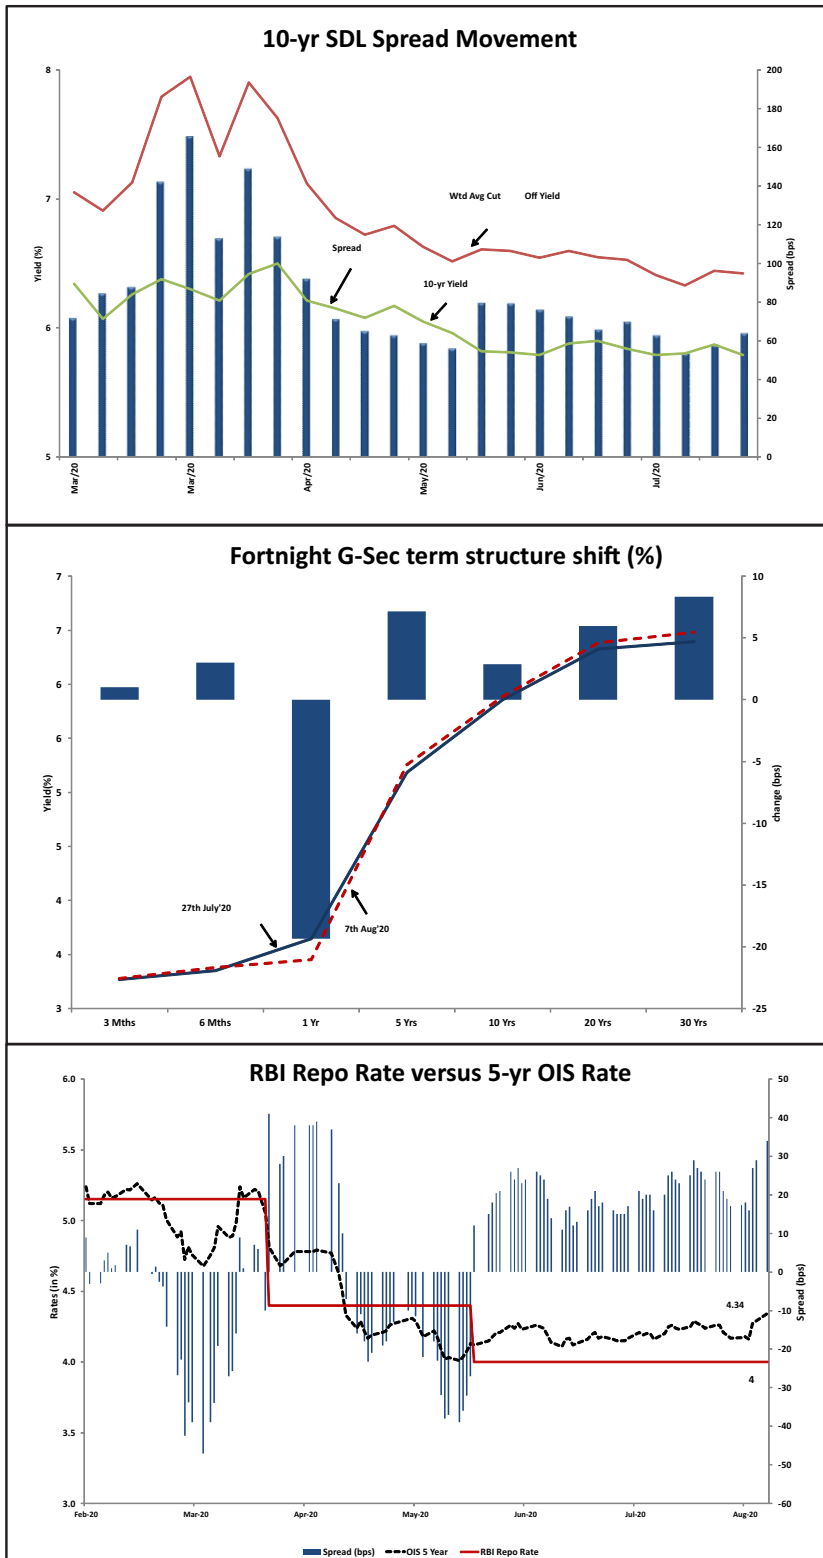 10-yr SDL Spread Movement
8
7
6
5
Yield (%)
200
180
160
140
120
100
80
60
40
20
0
Spread (bps)
Wtd Avg Cut Off Yield
Spread
10-yr Yield
Mar/20
Mar/20
Apr/20
May/20
Jun/20
Jul/20
Fortnight G-Sec term structure shift (%)
7
7
6
6
5
5
4
4
3
Yield(%)
10
5
0
-5
-10
-15
-20
-25
change (bps)
27th July'20
7th Aug'20
3 Mths
6 Mths
1 Yr
5 Yrs
10 Yrs
20 Yrs
30 Yrs
RBI Repo Rate versus 5-yr OIS Rate
6.0
5.5
5.0
4.5
4.0
3.5
3.0
Rates (in %)
50
40
30
20
10
0
-10
-20
-30
-40
-50
-60
Spread (bps)
4.34
4
Feb-20
Mar-20
Apr-20
May-20
Jun-20
Jul-20
Aug-20
Spread (bps)
OIS 5 Year
RBI Repo Rate